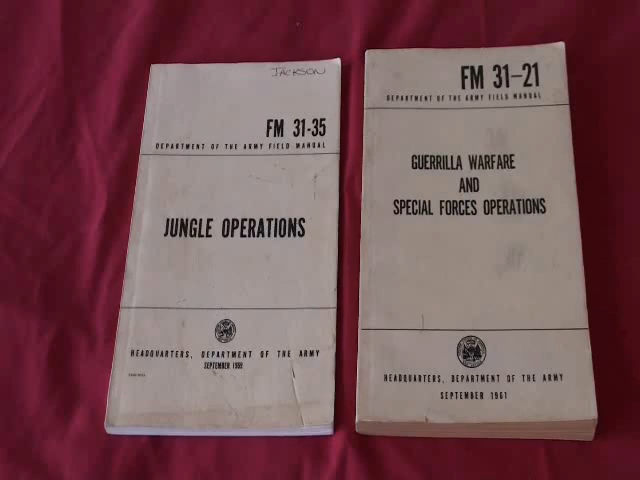 JACKSON
FM 31-35
DEPARTMENT OF THE ARMY FIELD MANUAL
JUNGLE OPERATIONS
HEADQUARTERS, DEPARTMENT OF THE ARMY
SEPTEMBER 1969
FM 31-21
DEPARTMENT OF THE ARMY FIELD MANUAL
GUERRILLA WARFARE
AND
SPECIAL FORCES OPERATIONS
HEADQUARTERS, DEPARTMENT OF THE ARMY
SEPTEMBER 1961